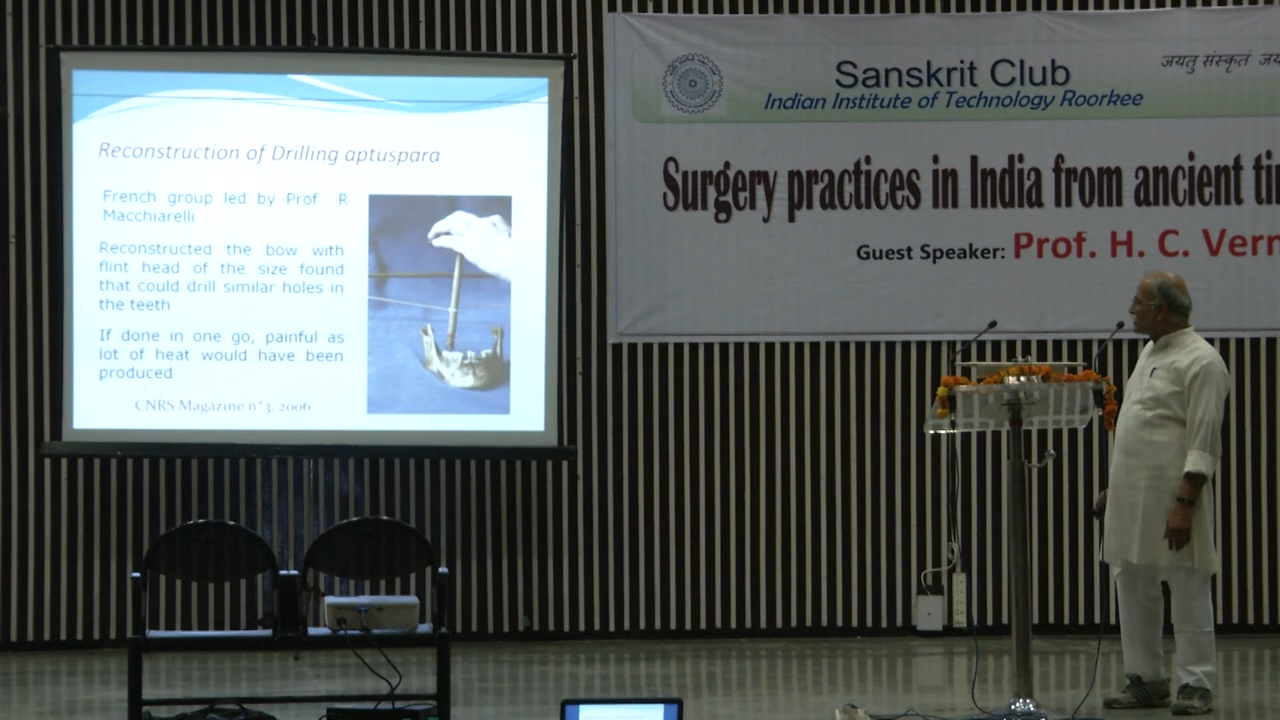 Reconstruction of Drilling aptuspara
French group led by Prof R
Macchiarelli
Reconstructed the bow with
flint head of the size found
that could drill similar holes in
the teeth
If done in one go, painful as
lot of heat would have been
produced
CNRS Magazine n°3, 2006
जयतु संस्कृतं
Sanskrit Club
Indian Institute of Technology Roorkee
Surgery practices in India from ancient
Guest Speaker: Prof. H. C.